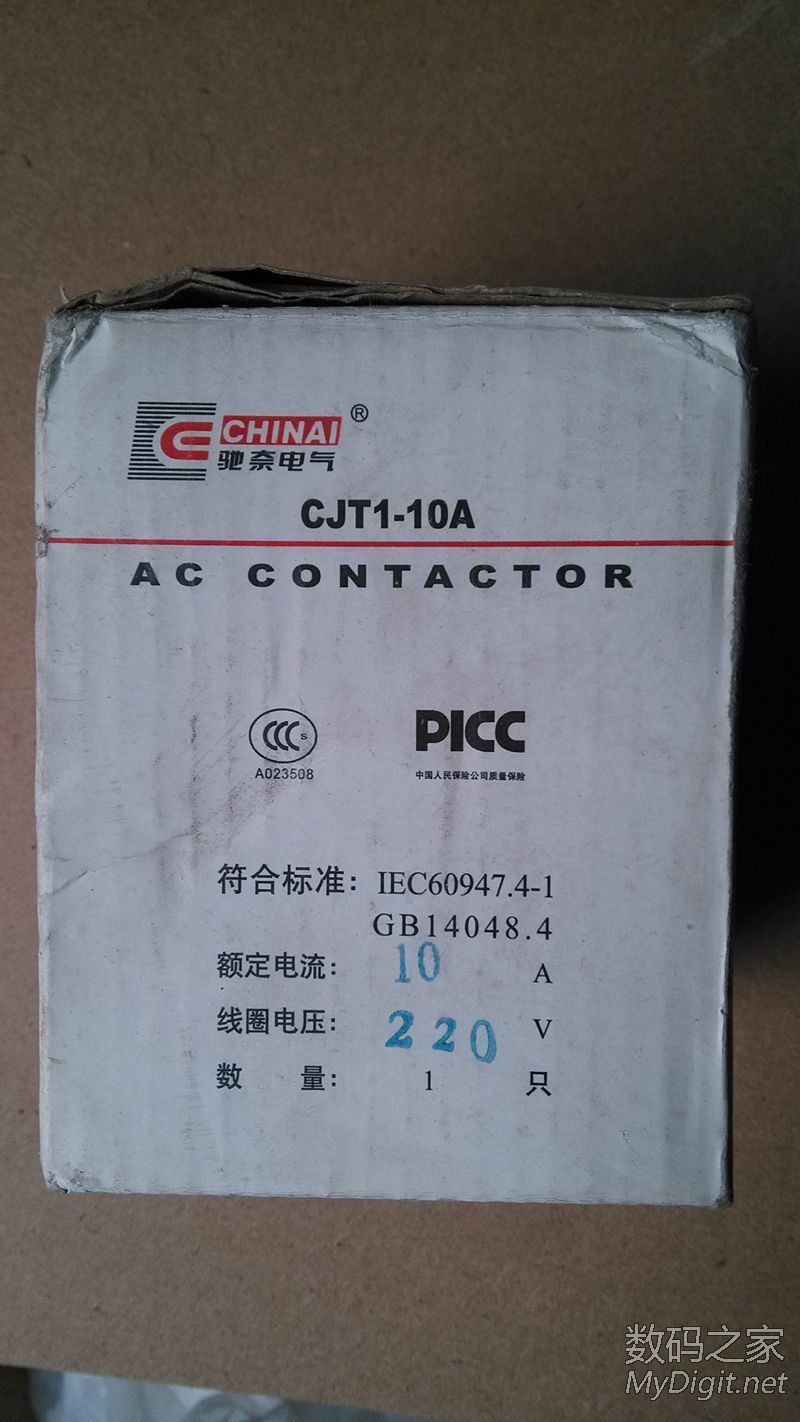 CHINAI ®
驰奈电气
CJT1-10A
AC CONTACTOR
CCC S
A023508
PICC
中国人民保险公司质量保险
符合标准: IEC60947.4-1
GB14048.4
额定电流: 10 A
线圈电压: 220 V
数 量: 1 只
数码之家
MyDigit.net